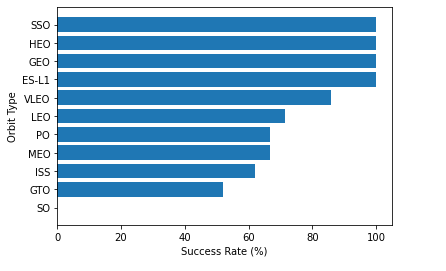 SSO
HEO
GEO
ES-L1
VLEO
LEO
PO
MEO
ISS
GTO
SO
Orbit Type
0 20 40 60 80 100
Success Rate (%)